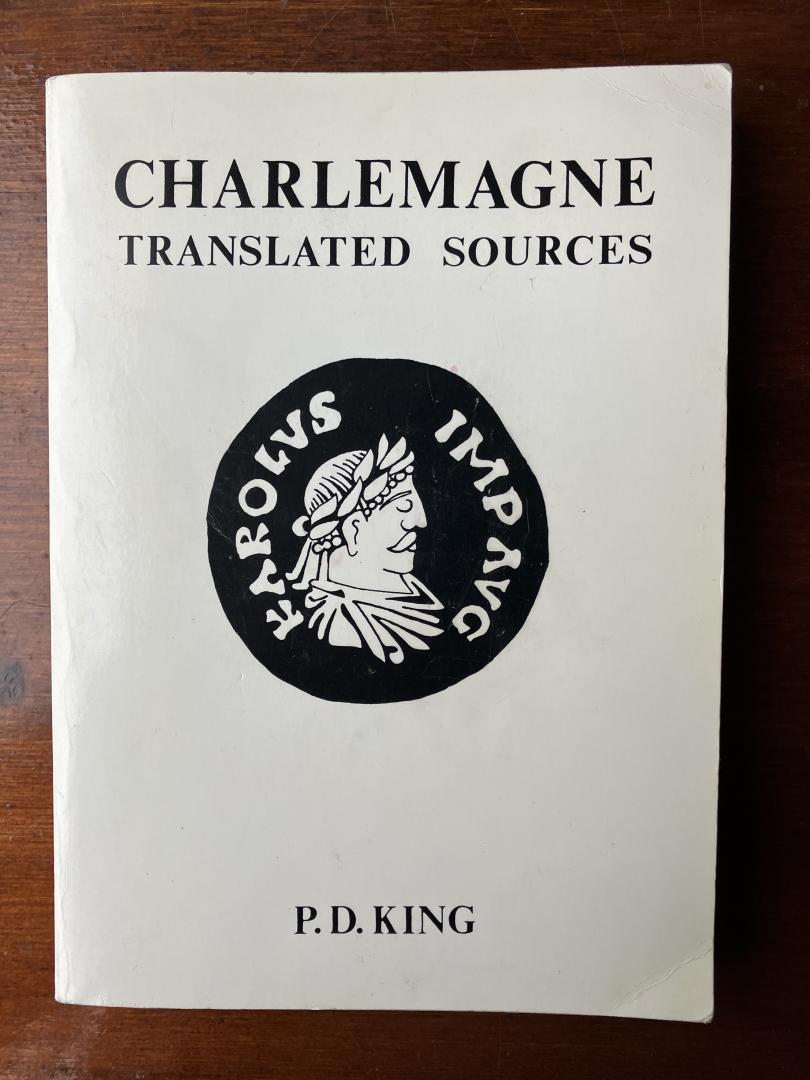 CHARLEMAGNE
TRANSLATED SOURCES
KAROLVS IMP AVG
P. D. KING